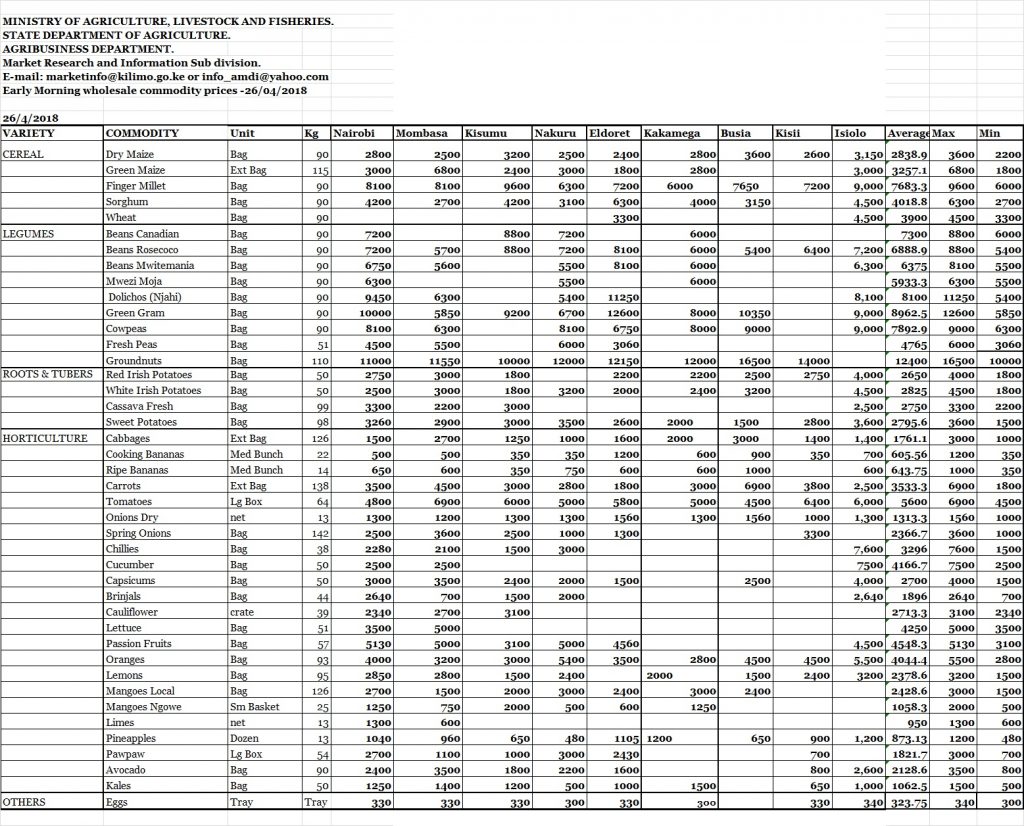 MINISTRY OF AGRICULTURE, LIVESTOCK AND FISHERIES.
STATE DEPARTMENT OF AGRICULTURE.
AGRIBUSINESS DEPARTMENT.
Market Research and Information Sub division.
E-mail: marketinfo@kilimo.go.ke or info_amdi@yahoo.com
Early Morning wholesale commodity prices -26/04/2018
26/4/2018
VARIETY COMMODITY Unit Kg Nairobi Mombasa Kisumu Nakuru Eldoret Kakamega Busia Kisii Isiolo Average Max Min
CEREAL Dry Maize Bag 90 2800 2500 3200 2500 2400 2800 3600 2600 3,150 2838.9 3600 2200
Green Maize Ext Bag 115 3000 6800 2400 3000 1800 2800 3,000 3257.1 6800 1800
Finger Millet Bag 90 8100 8100 9600 6300 7200 6000 7650 7200 9,000 7683.3 9600 6000
Sorghum Bag 90 4200 2700 4200 3100 6300 4000 3150 4,500 4018.8 6300 2700
Wheat Bag 90 3300 4,500 3900 4500 3300
LEGUMES Beans Canadian Bag 90 7200 8800 7200 6000 7300 8800 6000
Beans Rosecoco Bag 90 7200 5700 8800 7200 8100 6000 5400 6400 7,200 6888.9 8800 5400
Beans Mwitemania Bag 90 6750 5600 5500 8100 6000 6,300 6375 8100 5500
Mwezi Moja Bag 90 6300 5500 6000 5933.3 6300 5500
Dolichos (Njahi) Bag 90 9450 6300 5400 11250 8,100 8100 11250 5400
Green Gram Bag 90 10000 5850 9200 6700 12600 8000 10350 9,000 8962.5 12600 5850
Cowpeas Bag 90 8100 6300 8100 6750 8000 9000 9,000 7892.9 9000 6300
Fresh Peas Bag 51 4500 5500 6000 3060 4765 6000 3060
Groundnuts Bag 110 11000 11550 10000 12000 12150 12000 16500 14000 12400 16500 10000
ROOTS & TUBERS Red Irish Potatoes Bag 50 2750 3000 1800 2200 2200 2500 2750 4,000 2650 4000 1800
White Irish Potatoes Bag 50 2500 3000 1800 3200 2000 2400 3200 4,500 2825 4500 1800
Cassava Fresh Bag 99 3300 2200 3000 2,500 2750 3300 2200
Sweet Potatoes Bag 98 3260 2900 3000 3500 2600 2000 1500 2800 3,600 2795.6 3600 1500
HORTICULTURE Cabbages Ext Bag 126 1500 2700 1250 1000 1600 2000 3000 1400 1,400 1761.1 3000 1000
Cooking Bananas Med Bunch 22 500 500 350 350 1200 600 900 350 700 605.56 1200 350
Ripe Bananas Med Bunch 14 650 600 350 750 600 600 1000 600 643.75 1000 350
Carrots Ext Bag 138 3500 4500 3000 2800 1800 3000 6900 3800 2,500 3533.3 6900 1800
Tomatoes Lg Box 64 4800 6900 6000 5000 5800 5000 4500 6400 6,000 5600 6900 4500
Onions Dry net 13 1300 1200 1300 1300 1560 1300 1560 1000 1,300 1313.3 1560 1000
Spring Onions Bag 142 2500 3600 2500 1000 1300 3300 2366.7 3600 1000
Chillies Bag 38 2280 2100 1500 3000 7,600 3296 7600 1500
Cucumber Bag 50 2500 2500 7500 4166.7 7500 2500
Capsicums Bag 50 3000 3500 2400 2000 1500 2500 4,000 2700 4000 1500
Brinjals Bag 44 2640 700 1500 2000 2,640 1896 2640 700
Cauliflower crate 39 2340 2700 3100 2713.3 3100 2340
Lettuce Bag 51 3500 5000 4250 5000 3500
Passion Fruits Bag 57 5130 5000 3100 5000 4560 4,500 4548.3 5130 3100
Oranges Bag 93 4000 3200 3000 5400 3500 2800 4500 4500 5,500 4044.4 5500 2800
Lemons Bag 95 2850 2800 1500 2400 2000 1500 2400 3200 2378.6 3200 1500
Mangoes Local Bag 126 2700 1500 2000 3000 2400 3000 2400 2428.6 3000 1500
Mangoes Ngowe Sm Basket 25 1250 750 2000 500 600 1250 1058.3 2000 500
Limes net 13 1300 600 950 1300 600
Pineapples Dozen 13 1040 960 650 480 1105 1200 650 900 1,200 873.13 1200 480
Pawpaw Lg Box 54 2700 1100 1000 3000 2430 700 1821.7 3000 700
Avocado Bag 90 2400 3500 1800 2200 1600 800 2,600 2128.6 3500 800
Kales Bag 50 1250 1400 1200 500 1000 1500 650 1,000 1062.5 1500 500
OTHERS Eggs Tray Tray 330 330 330 300 330 300 330 340 323.75 340 300